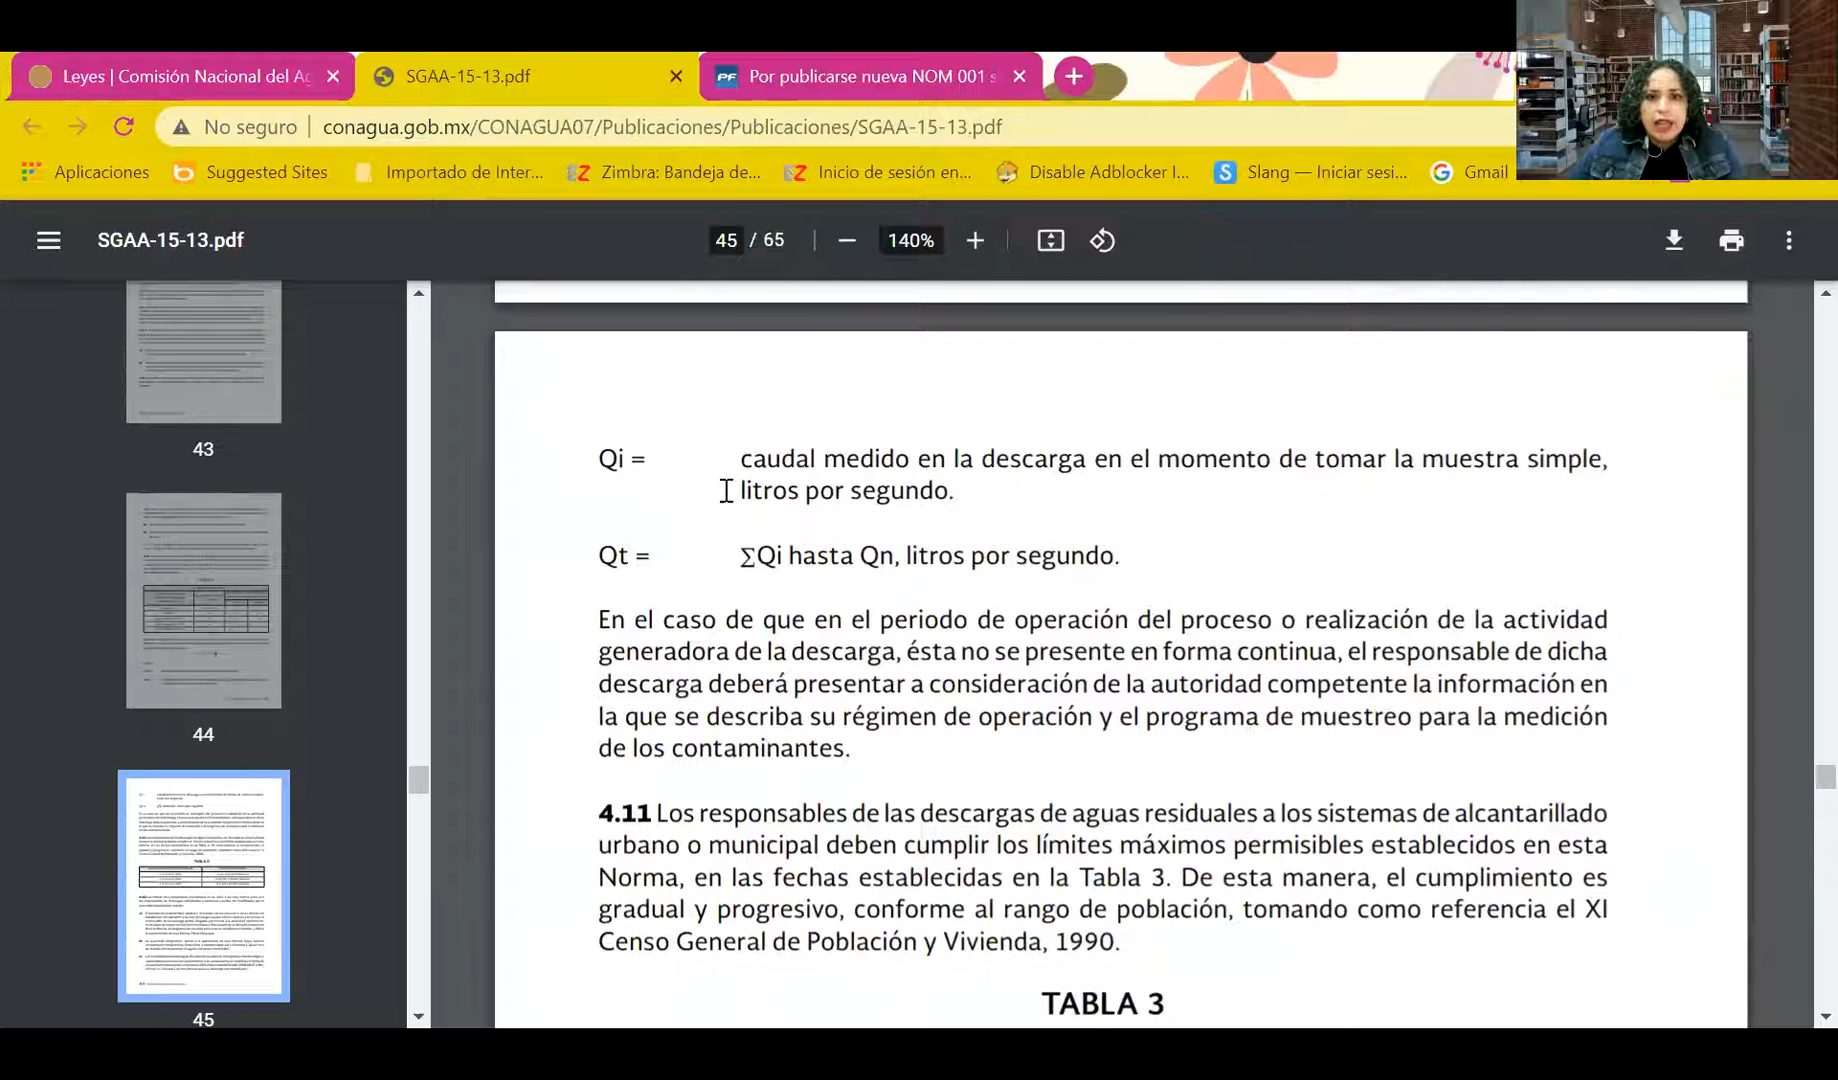 Leyes | Comisión Nacional del Ag
SGAA-15-13.pdf
PF Por publicarse nueva NOM 001 s
No seguro | conagua.gob.mx/CONAGUA07/Publicaciones/Publicaciones/SGAA-15-13.pdf
Aplicaciones
Suggested Sites
Importado de Inter...
Zimbra: Bandeja de...
Inicio de sesión en...
Disable Adblocker I...
Slang — Iniciar sesi...
Gmail
SGAA-15-13.pdf
45 / 65
140%
43
44
45
Qi = caudal medido en la descarga en el momento de tomar la muestra simple,
litros por segundo.
Qt = ∑Qi hasta Qn, litros por segundo.
En el caso de que en el periodo de operación del proceso o realización de la actividad
generadora de la descarga, ésta no se presente en forma continua, el responsable de dicha
descarga deberá presentar a consideración de la autoridad competente la información en
la que se describa su régimen de operación y el programa de muestreo para la medición
de los contaminantes.
4.11 Los responsables de las descargas de aguas residuales a los sistemas de alcantarillado
urbano o municipal deben cumplir los límites máximos permisibles establecidos en esta
Norma, en las fechas establecidas en la Tabla 3. De esta manera, el cumplimiento es
gradual y progresivo, conforme al rango de población, tomando como referencia el XI
Censo General de Población y Vivienda, 1990.
TABLA 3